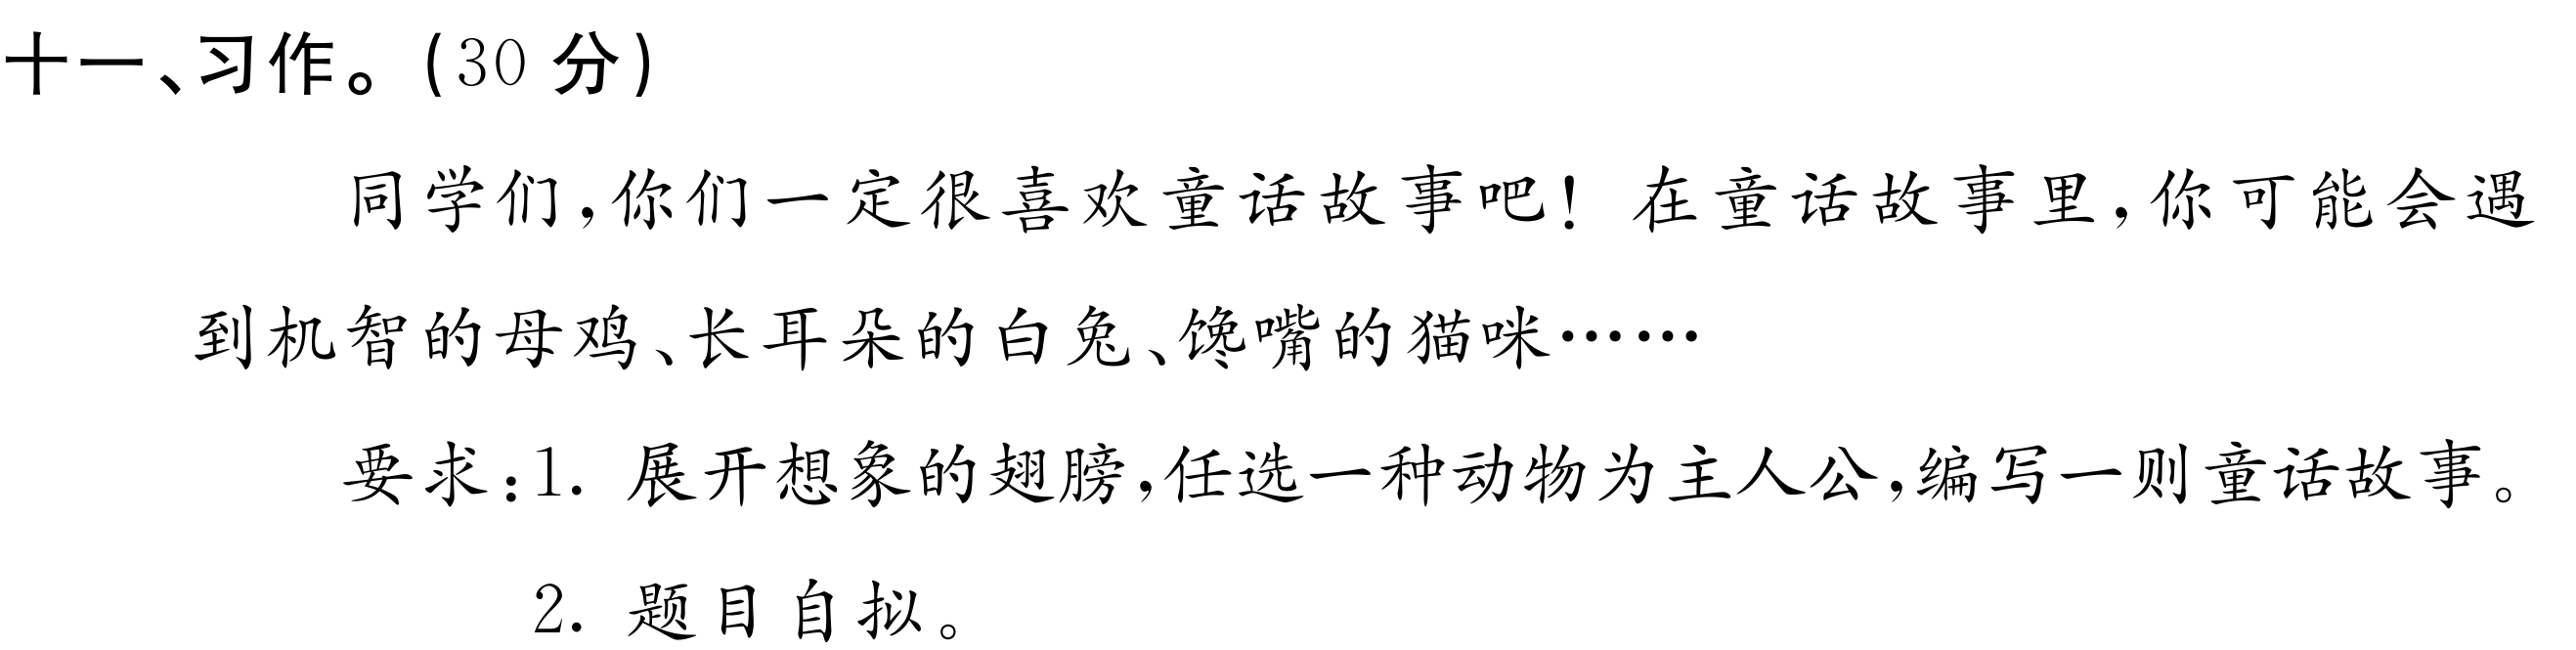 十一、习作。(30 分)
同学们,你们一定很喜欢童话故事吧! 在童话故事里,你可能会遇
到机智的母鸡、长耳朵的白兔、馋嘴的猫咪……
要求:1. 展开想象的翅膀,任选一种动物为主人公,编写一则童话故事。
2. 题目自拟。